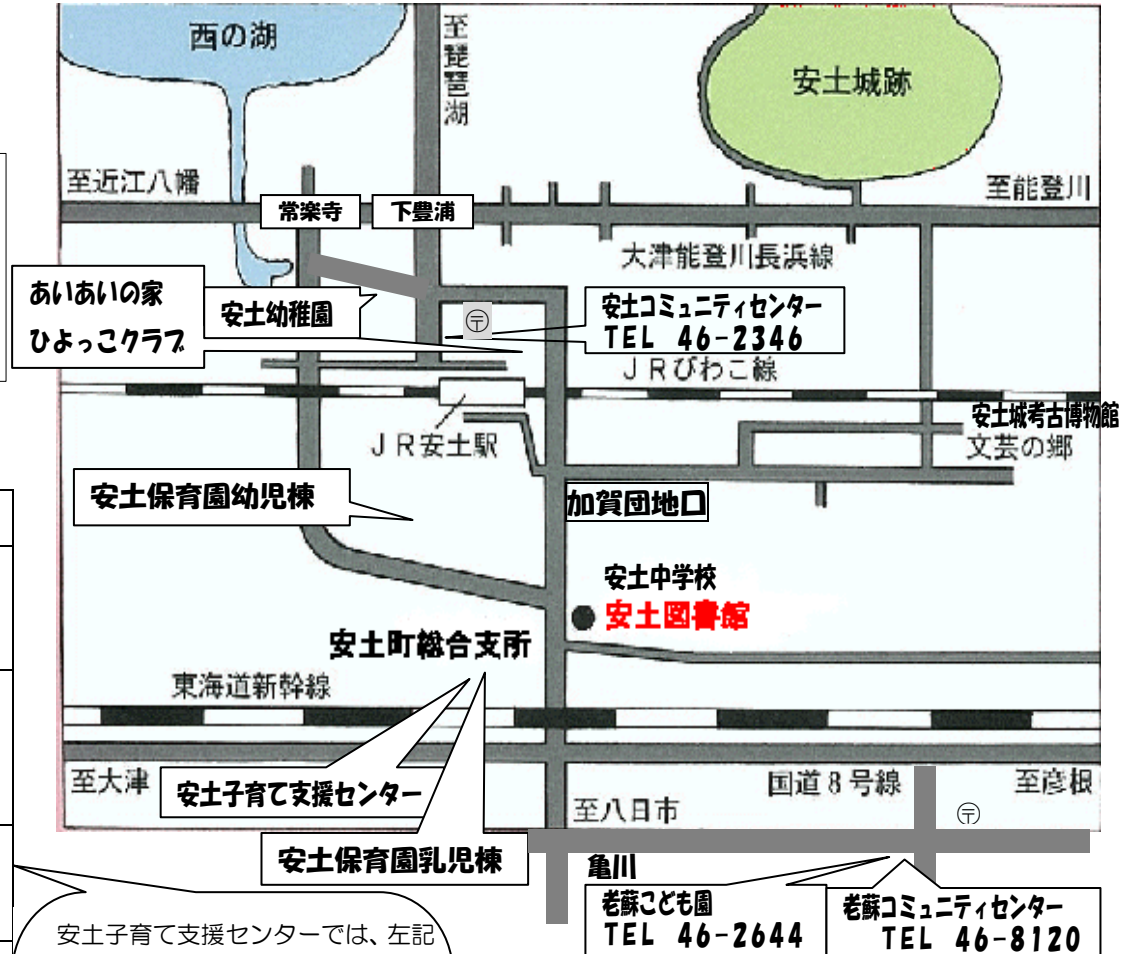 西の湖
至琵琶湖
安土城跡
至近江八幡
至能登川
常楽寺
下豊浦
大津能登川長浜線
あいあいの家
ひよっこクラブ
安土幼稚園
〒
安土コミュニティセンター
TEL 46-2346
JRびわこ線
安土城考古博物館
文芸の郷
JR安土駅
安土保育園幼児棟
加賀団地口
安土中学校
安土図書館
安土町総合支所
東海道新幹線
至大津
安土子育て支援センター
国道8号線
至彦根
至八日市
〒
安土保育園乳児棟
亀川
老蘇こども園
TEL 46-2644
老蘇コミュニティセンター
TEL 46-8120
安土子育て支援センターでは、左記